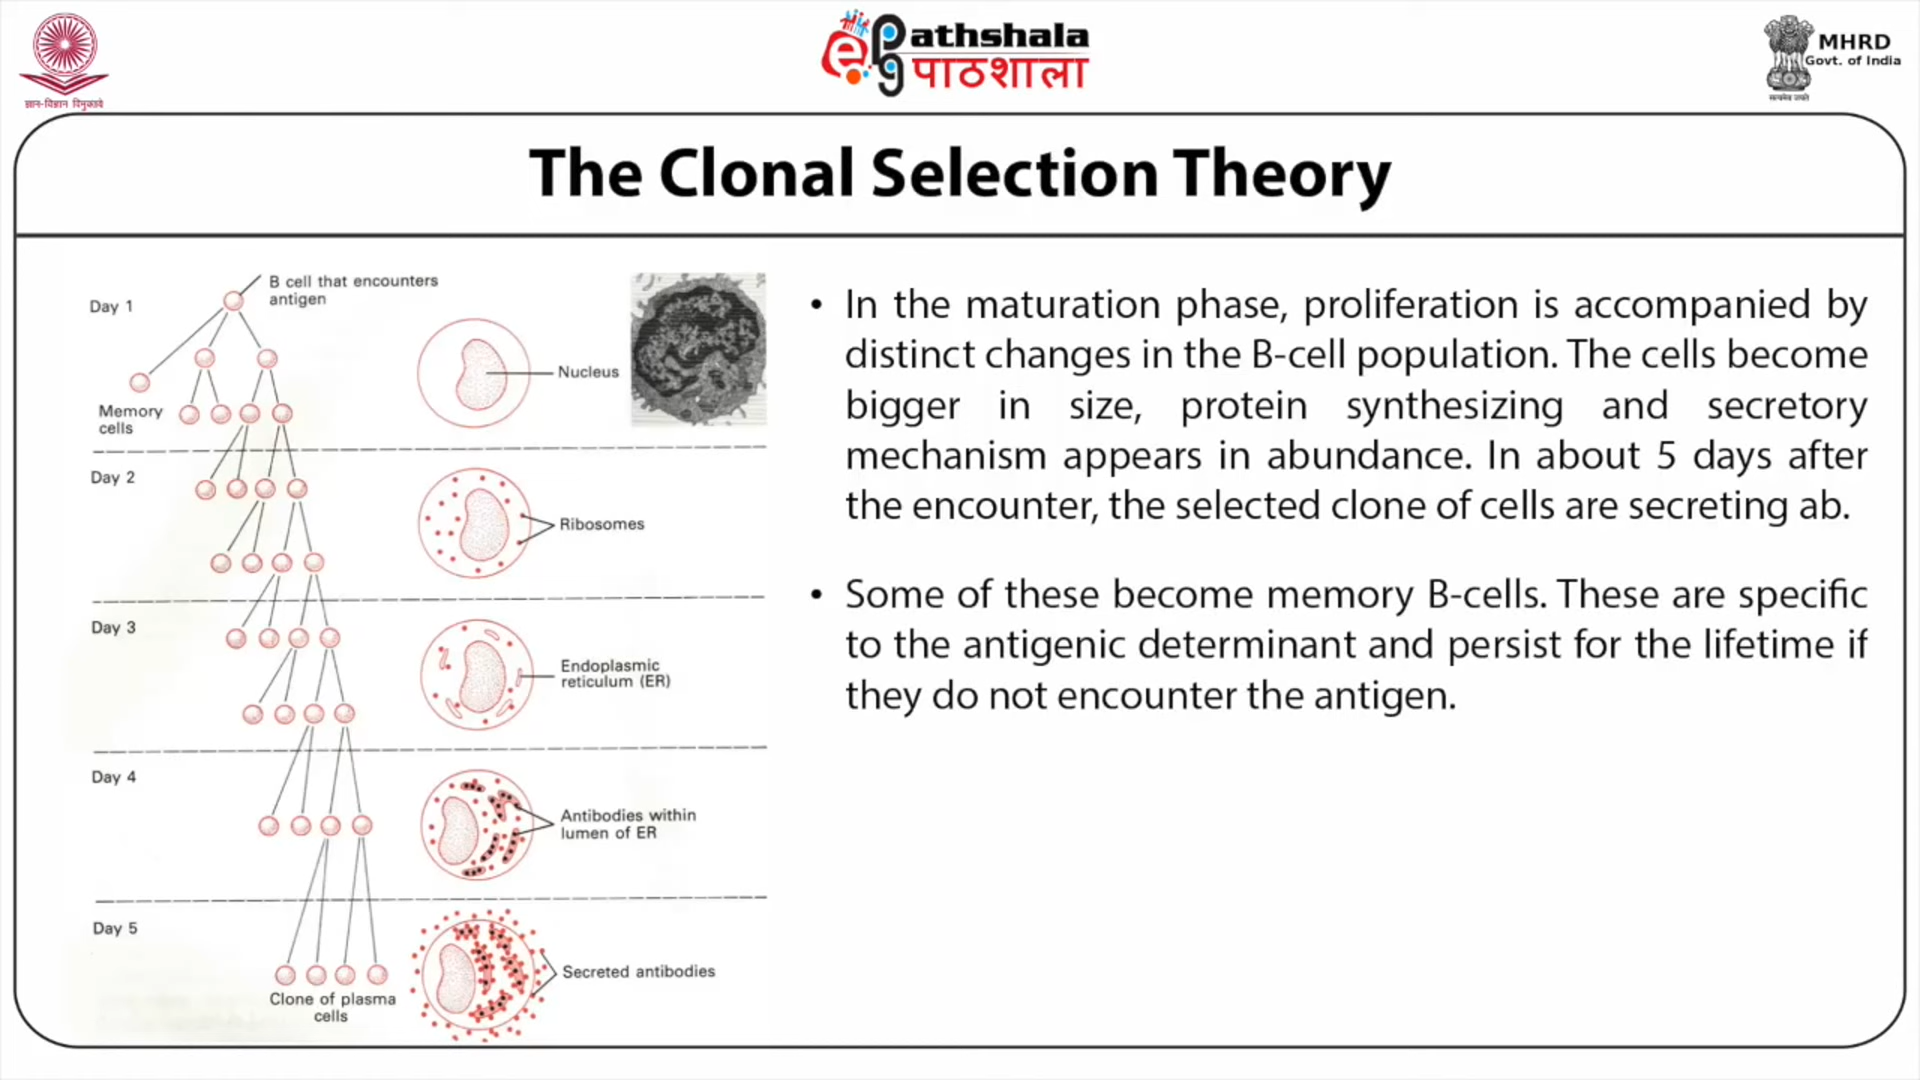 ज्ञान-विज्ञान विमुक्तये
ePathshala
पाठशाला
MHRD
Govt. of India
सत्यमेव जयते
The Clonal Selection Theory
Day 1
B cell that encounters
antigen
Nucleus
Memory
cells
Day 2
Ribosomes
Day 3
Endoplasmic
reticulum (ER)
Day 4
Antibodies within
lumen of ER
Day 5
Secreted antibodies
Clone of plasma
cells
• In the maturation phase, proliferation is accompanied by
distinct changes in the B-cell population. The cells become
bigger in size, protein synthesizing and secretory
mechanism appears in abundance. In about 5 days after
the encounter, the selected clone of cells are secreting ab.
• Some of these become memory B-cells. These are specific
to the antigenic determinant and persist for the lifetime if
they do not encounter the antigen.